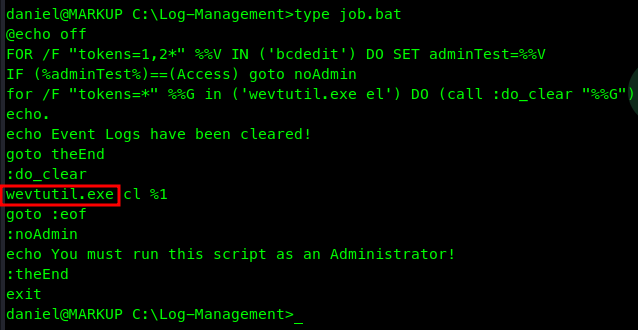 daniel@MARKUP C:\Log-Management>type job.bat
@echo off
FOR /F "tokens=1,2*" %%V IN ('bcdedit') DO SET adminTest=%%V
IF (%adminTest%)==(Access) goto noAdmin
for /F "tokens=*" %%G in ('wevtutil.exe el') DO (call :do_clear "%%G")
echo.
echo Event Logs have been cleared!
goto theEnd
:do_clear
wevtutil.exe cl %1
goto :eof
:noAdmin
echo You must run this script as an Administrator!
:theEnd
exit
daniel@MARKUP C:\Log-Management>_